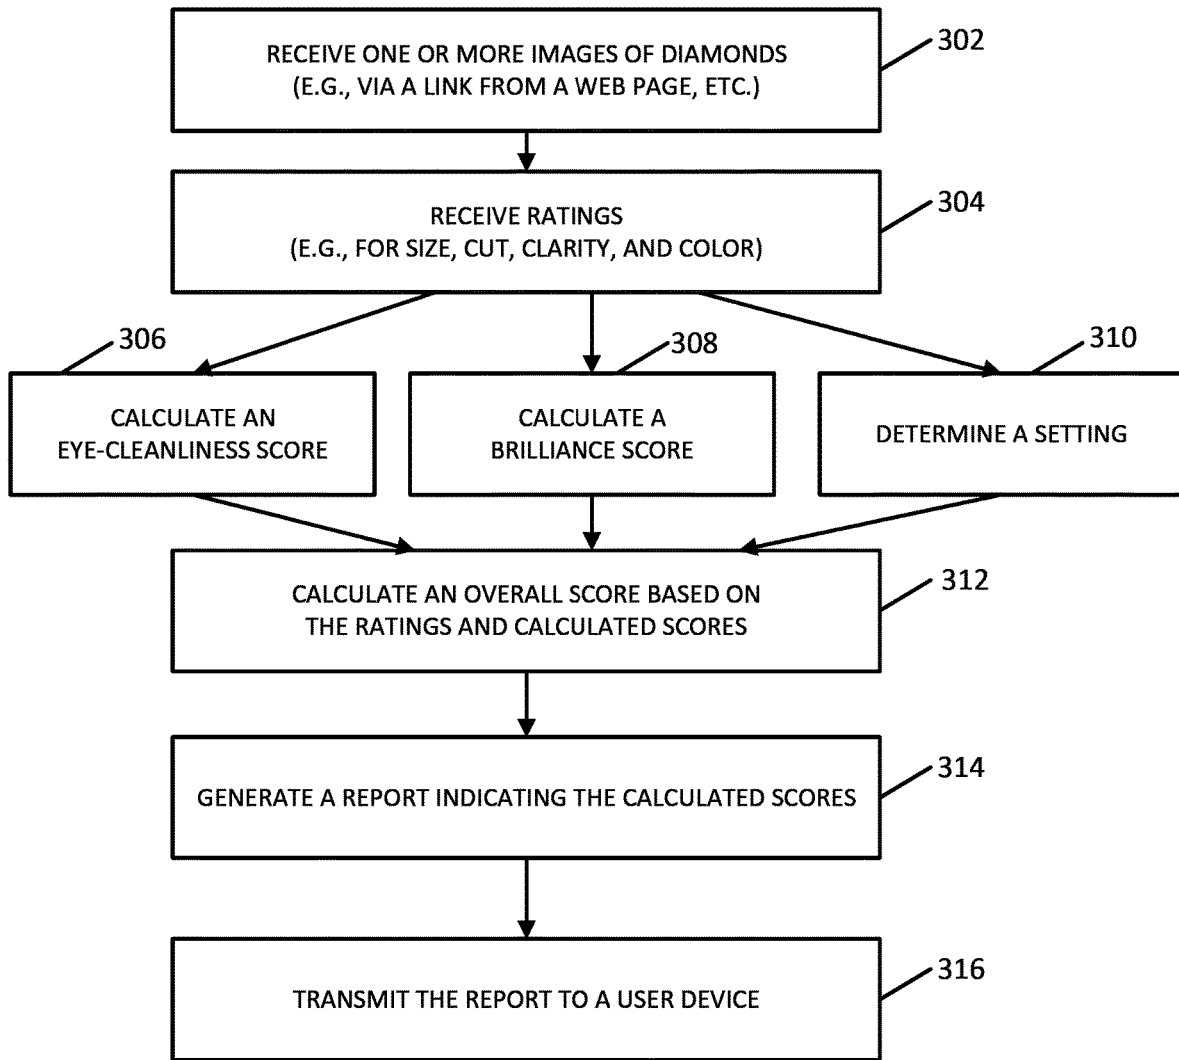 RECEIVE ONE OR MORE IMAGES OF DIAMONDS
(E.G., VIA A LINK FROM A WEB PAGE, ETC.)
302
RECEIVE RATINGS
(E.G., FOR SIZE, CUT, CLARITY, AND COLOR)
304
306
CALCULATE AN
EYE-CLEANLINESS SCORE
308
CALCULATE A
BRILLIANCE SCORE
310
DETERMINE A SETTING
CALCULATE AN OVERALL SCORE BASED ON
THE RATINGS AND CALCULATED SCORES
312
GENERATE A REPORT INDICATING THE CALCULATED SCORES
314
TRANSMIT THE REPORT TO A USER DEVICE
316